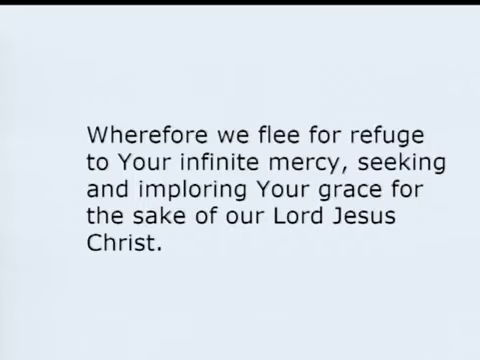 Wherefore we flee for refuge
to Your infinite mercy, seeking
and imploring Your grace for
the sake of our Lord Jesus
Christ.